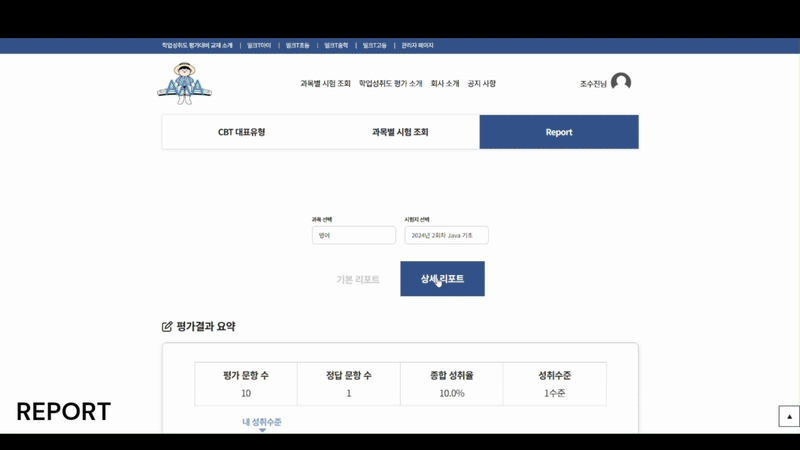 학업성취도 평가대비 교재 소개 | 밀크T아이 | 밀크T초등 | 밀크T중학 | 밀크T고등 | 관리자 페이지
과목별 시험 조회 학업성취도 평가 소개 회사 소개 공지 사항
조수진님
CBT 대표유형 과목별 시험 조회 Report
과목 선택 시험지 선택
영어 2024년 2회차 Java 기초
기본 리포트 상세 리포트
평가결과 요약
평가 문항 수 정답 문항 수 종합 성취율 성취수준
10 1 10.0% 1수준
내 성취수준
REPORT